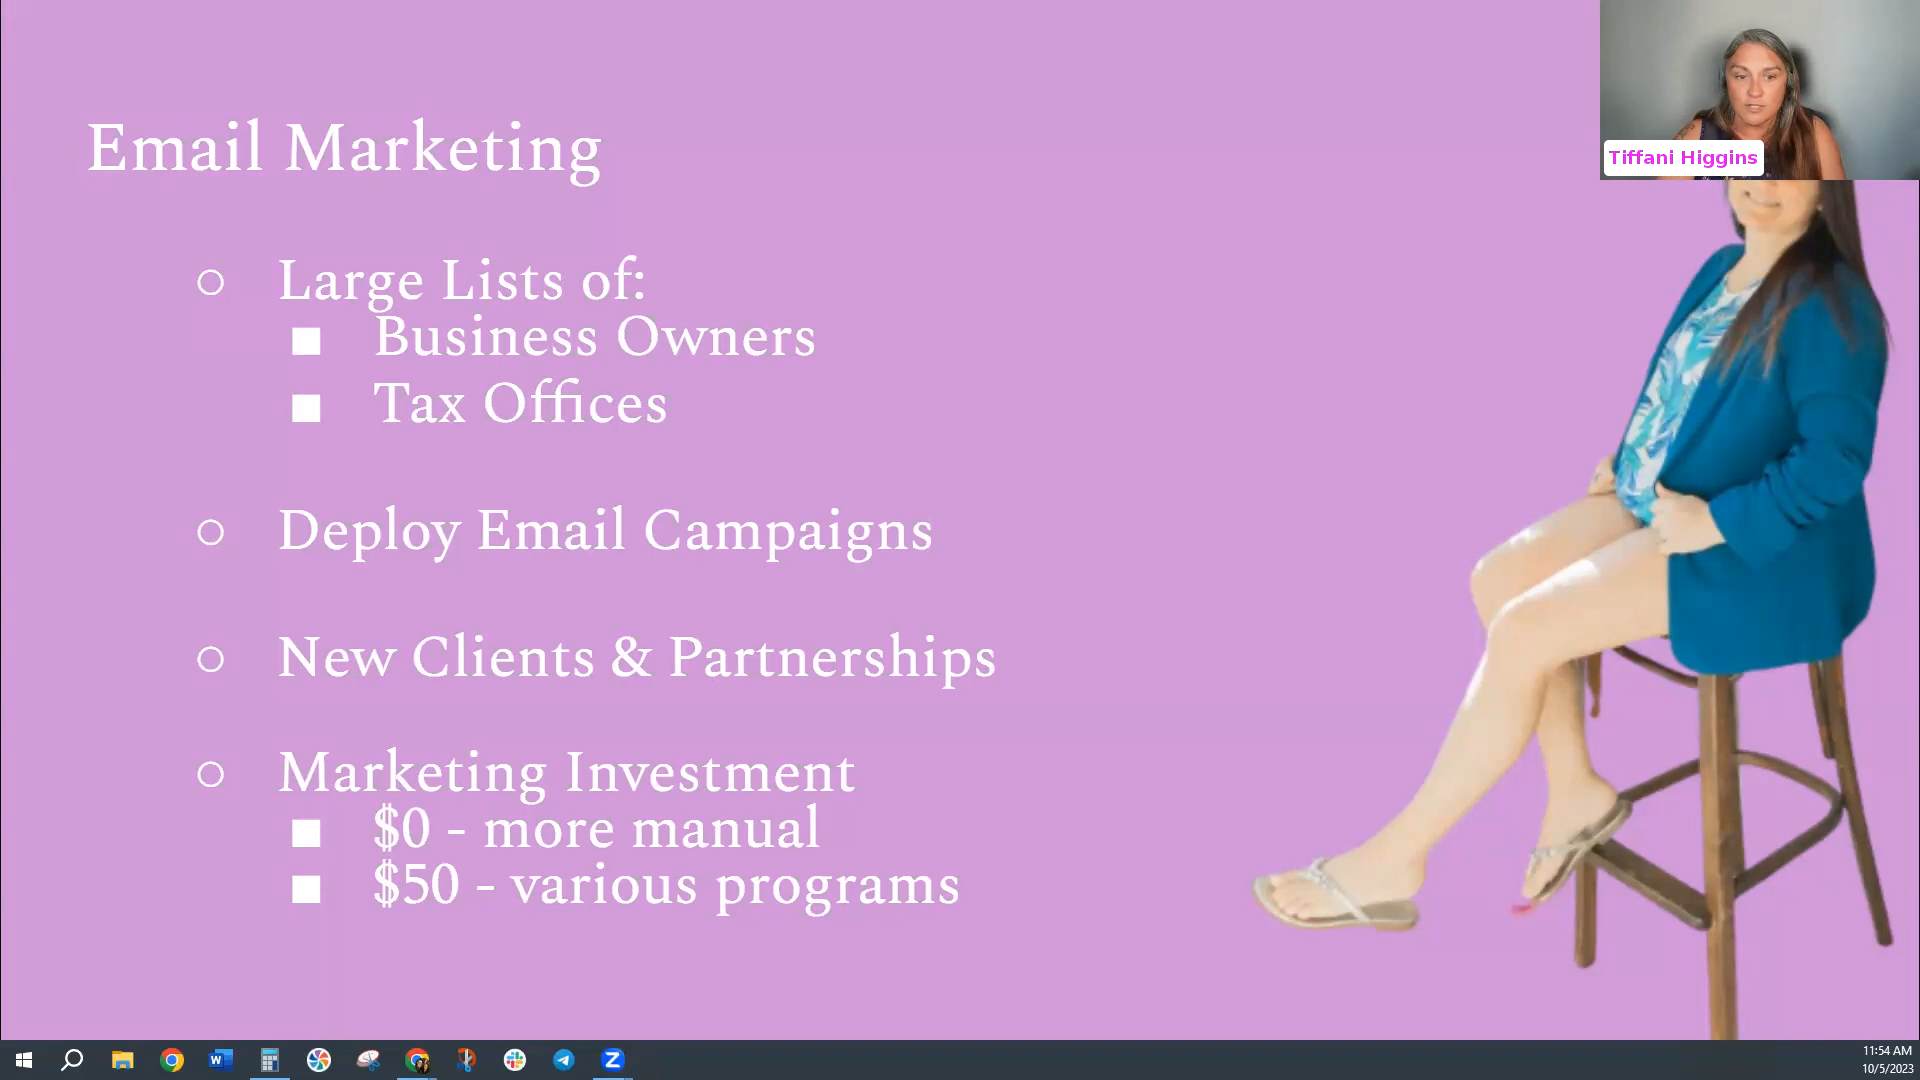 Email Marketing
Tiffani Higgins
○ Large Lists of:
■ Business Owners
■ Tax Offices
○ Deploy Email Campaigns
○ New Clients & Partnerships
○ Marketing Investment
■ $0 - more manual
■ $50 - various programs
11:54 AM
10/5/2023